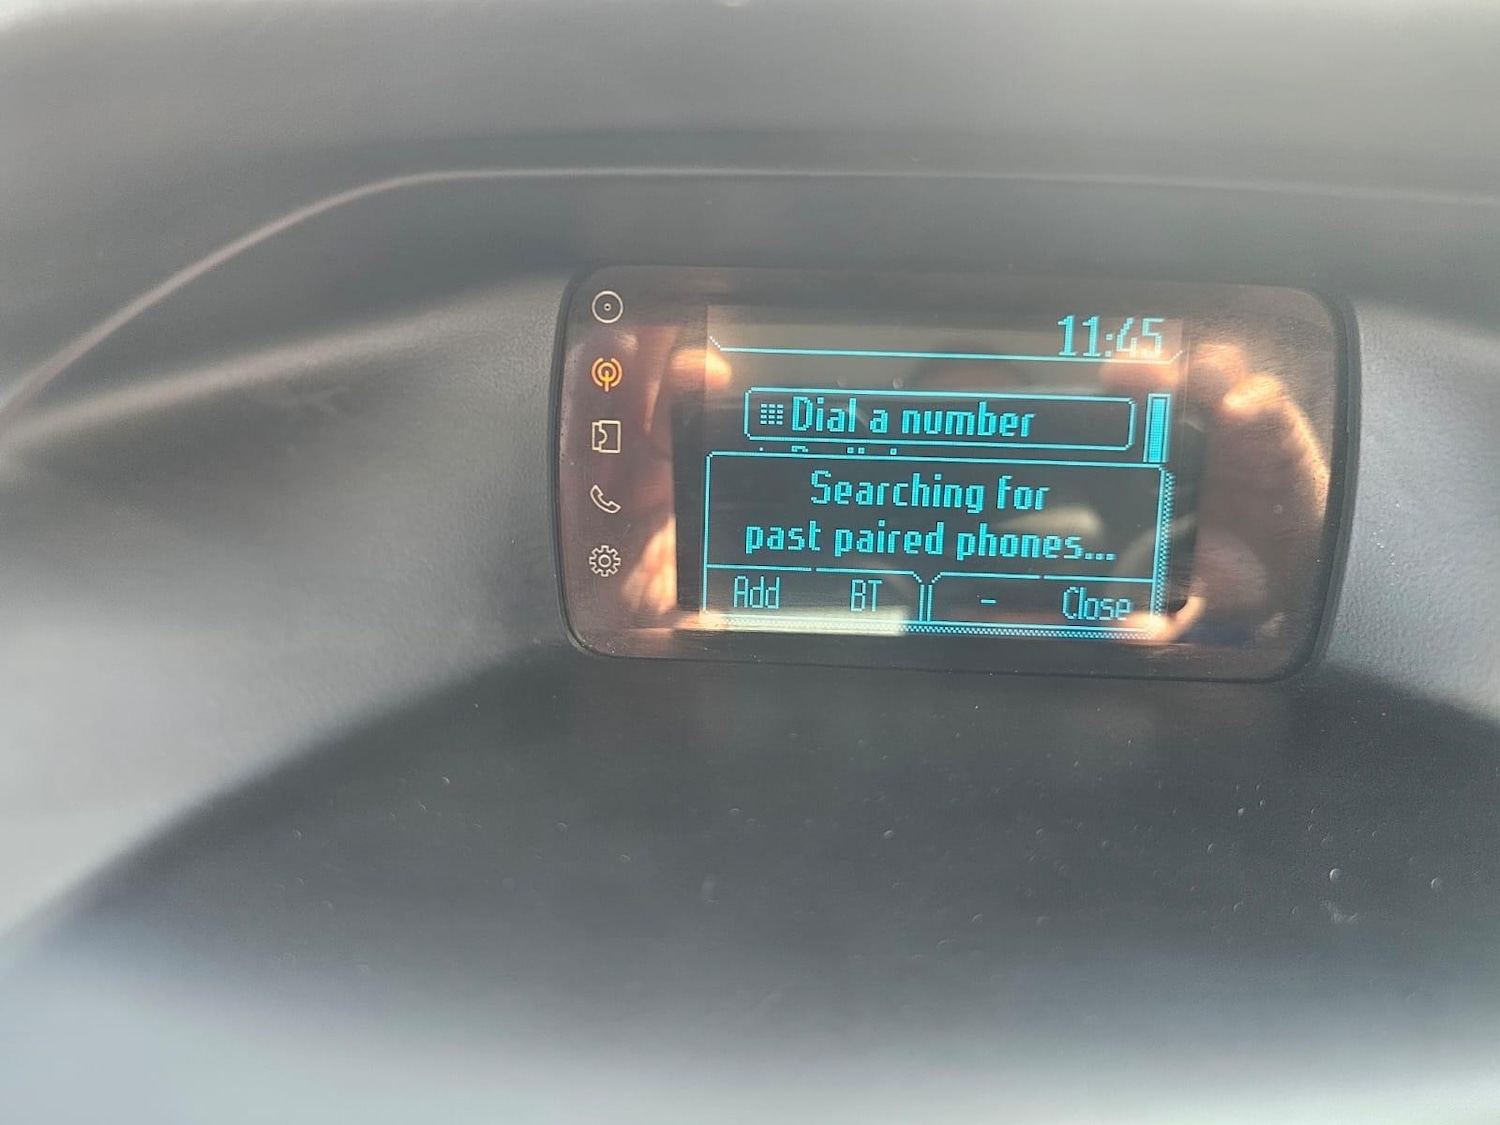 11:45
Dial a number
Searching for
past paired phones...
Add BT - Close